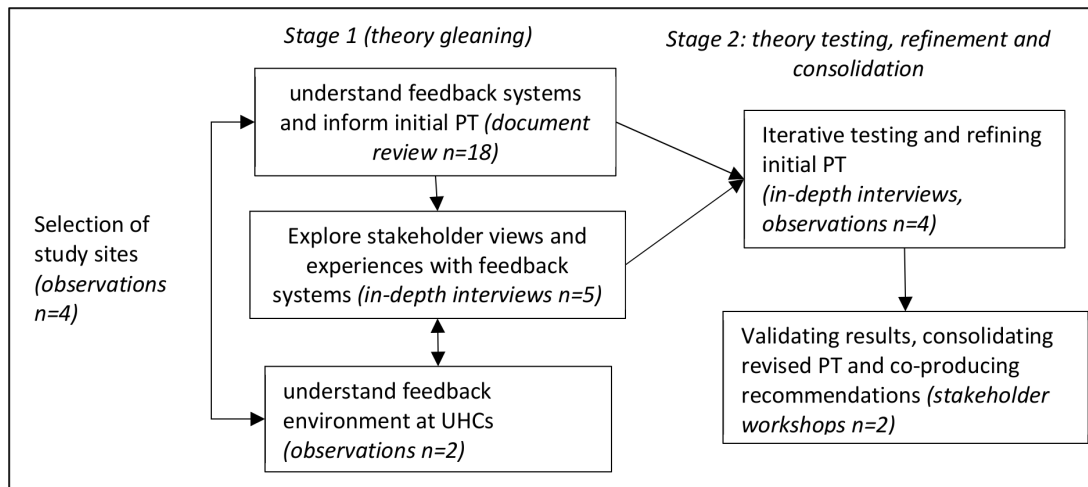 Stage 1 (theory gleaning)
understand feedback systems
and inform initial PT (document
review n=18)
Explore stakeholder views and
experiences with feedback
systems (in-depth interviews n=5)
understand feedback
environment at UHCs
(observations n=2)
Selection of
study sites
(observations
n=4)
Stage 2: theory testing, refinement and
consolidation
Iterative testing and refining
initial PT
(in-depth interviews,
observations n=4)
Validating results, consolidating
revised PT and co-producing
recommendations (stakeholder
workshops n=2)